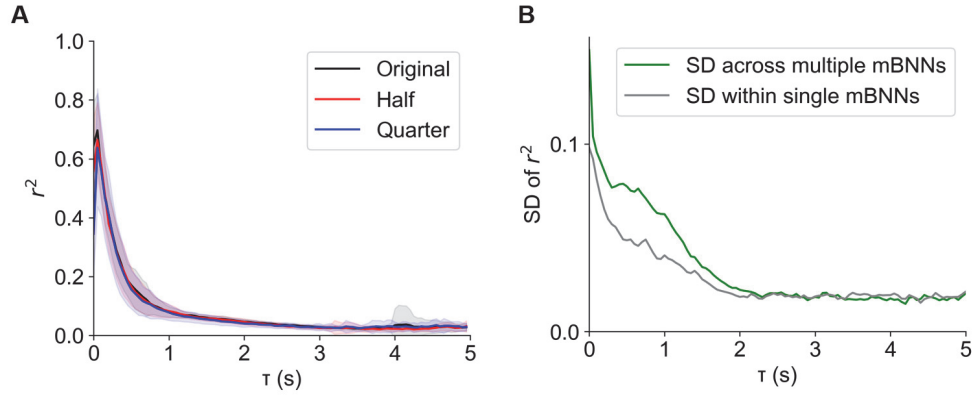 A
1.0
0.8
0.6
0.4
0.2
0.0
r²
0
1
2
3
4
5
τ (s)
Original
Half
Quarter
B
0.1
0.0
SD of r²
0
1
2
3
4
5
τ (s)
SD across multiple mBNNs
SD within single mBNNs